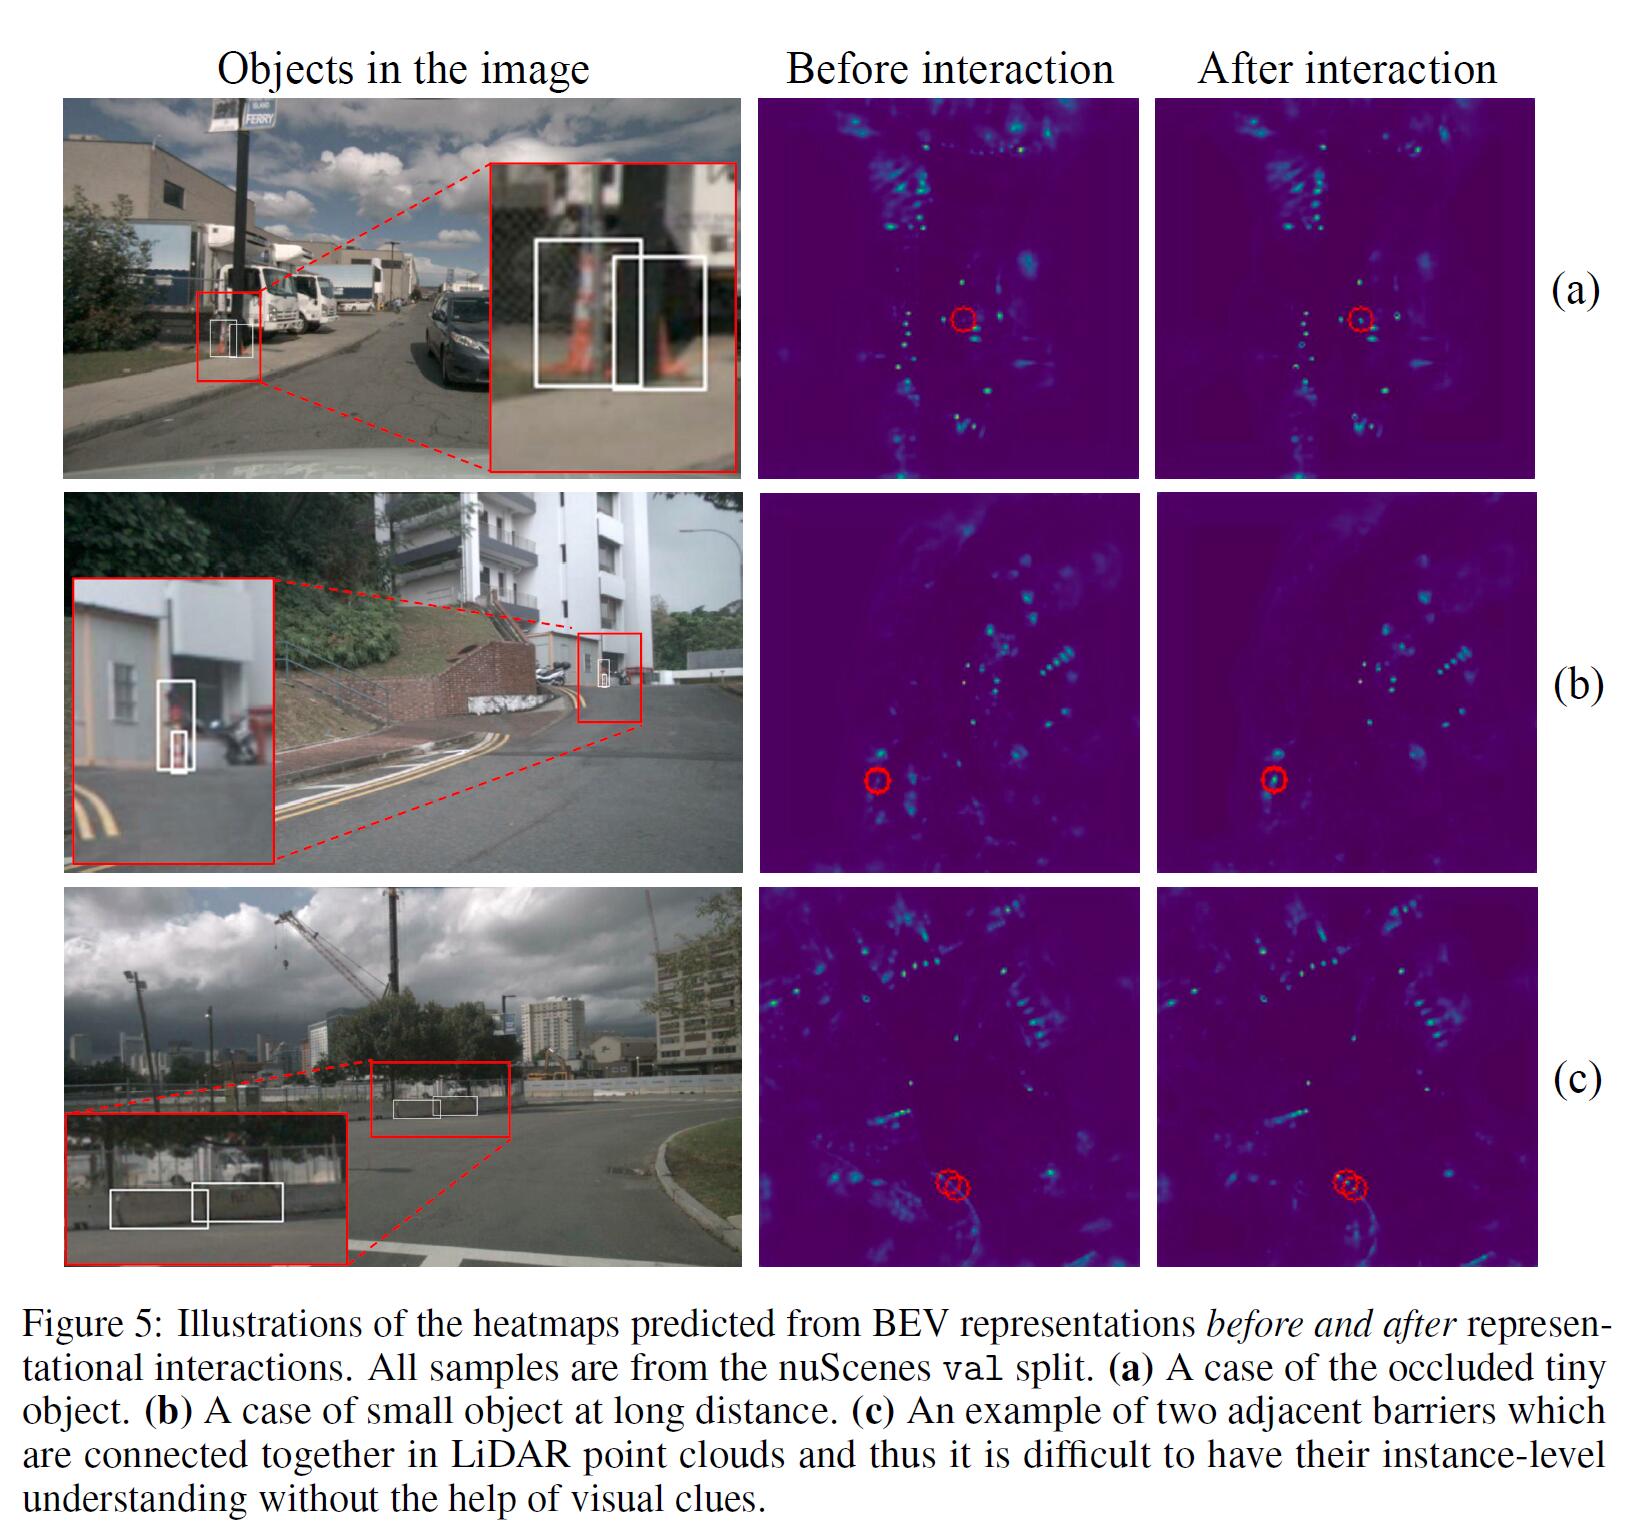 Objects in the image
Before interaction
After interaction
ISLAND
FERRY
(a)
(b)
(c)
Figure 5: Illustrations of the heatmaps predicted from BEV representations before and after represen-
tational interactions. All samples are from the nuScenes val split. (a) A case of the occluded tiny
object. (b) A case of small object at long distance. (c) An example of two adjacent barriers which
are connected together in LiDAR point clouds and thus it is difficult to have their instance-level
understanding without the help of visual clues.